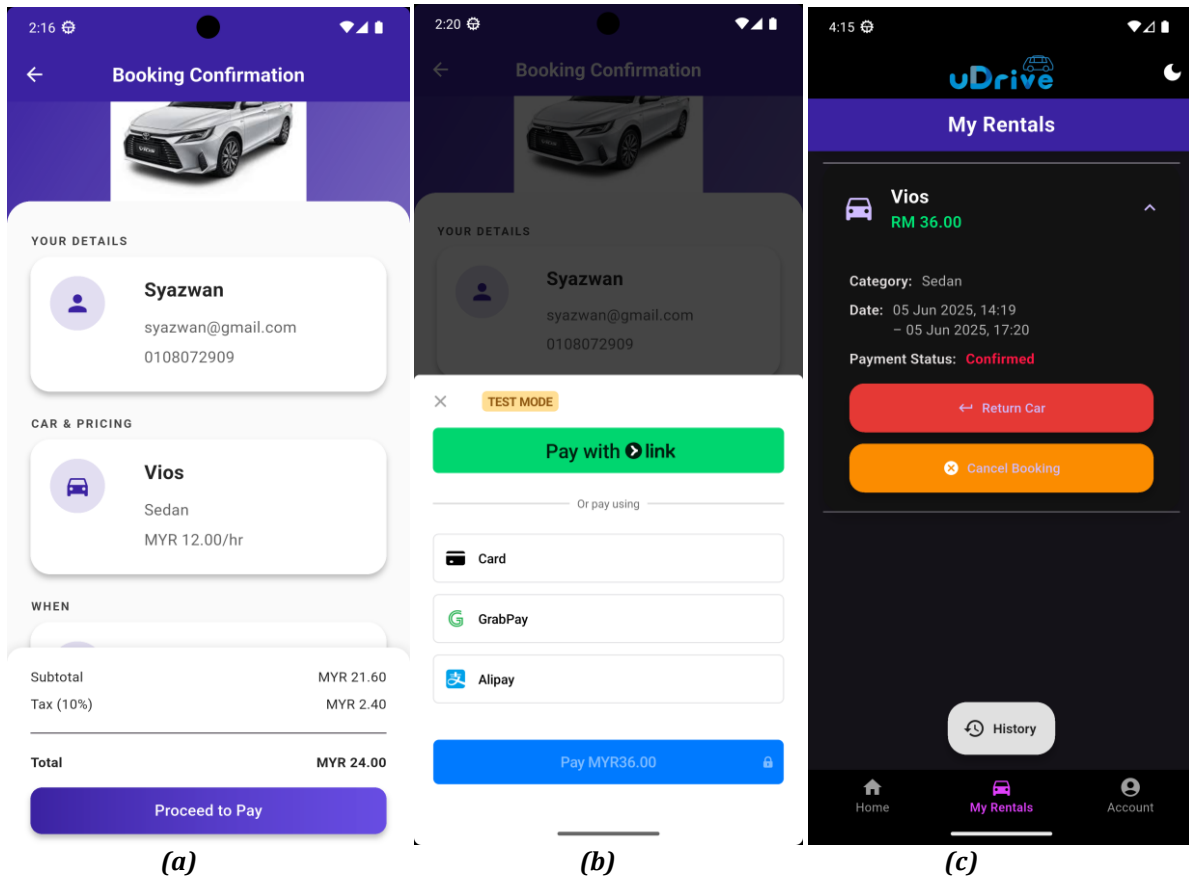 2:16
Booking Confirmation
YOUR DETAILS
Syazwan
syazwan@gmail.com
0108072909
CAR & PRICING
Vios
Sedan
MYR 12.00/hr
WHEN
Subtotal MYR 21.60
Tax (10%) MYR 2.40
Total MYR 24.00
Proceed to Pay
(a)
2:20
Booking Confirmation
YOUR DETAILS
Syazwan
syazwan@gmail.com
0108072909
TEST MODE
Pay with link
Or pay using
Card
GrabPay
Alipay
Pay MYR36.00
(b)
4:15
uDrive
My Rentals
Vios
RM 36.00
Category: Sedan
Date: 05 Jun 2025, 14:19
– 05 Jun 2025, 17:20
Payment Status: Confirmed
Return Car
Cancel Booking
History
Home My Rentals Account
(c)